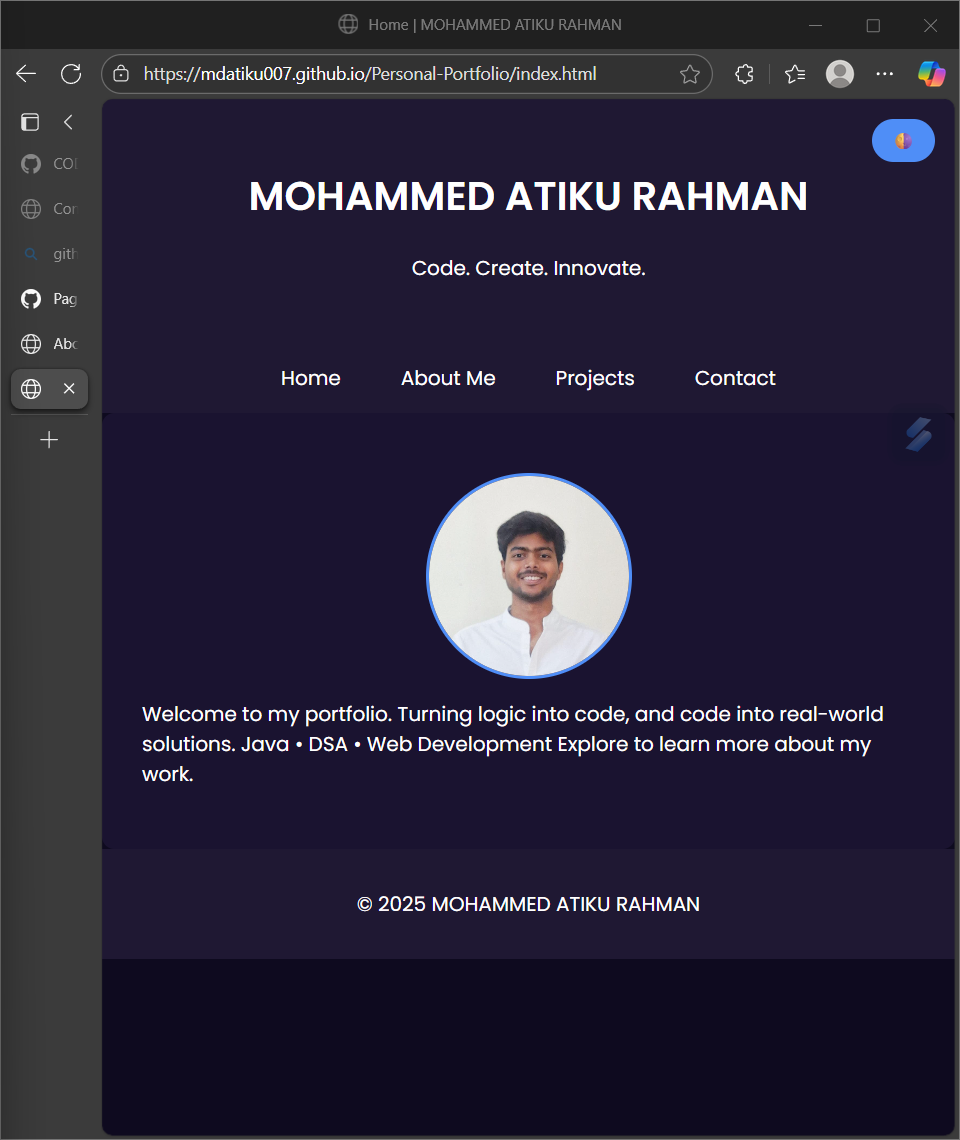 Home | MOHAMMED ATIKU RAHMAN
https://mdatiku007.github.io/Personal-Portfolio/index.html
COD
Cor
gith
Pag
Abo
MOHAMMED ATIKU RAHMAN
Code. Create. Innovate.
Home About Me Projects Contact
Welcome to my portfolio. Turning logic into code, and code into real-world
solutions. Java • DSA • Web Development Explore to learn more about my
work.
© 2025 MOHAMMED ATIKU RAHMAN